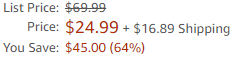 List Price: $69.99
Price: $24.99 + $16.89 Shipping
You Save: $45.00 (64%)